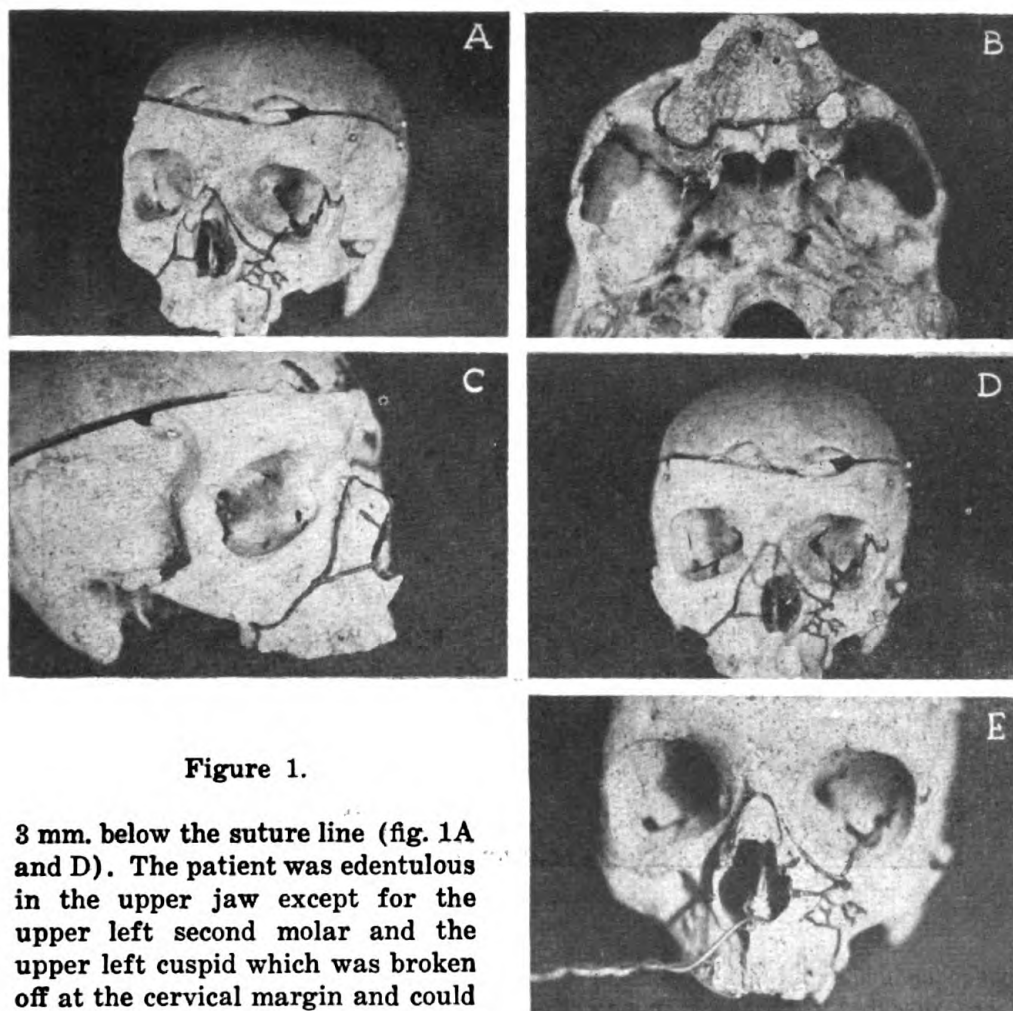 A
B
C
D
E
Figure 1.
3 mm. below the suture line (fig. 1A
and D). The patient was edentulous
in the upper jaw except for the
upper left second molar and the
upper left cuspid which was broken
off at the cervical margin and could